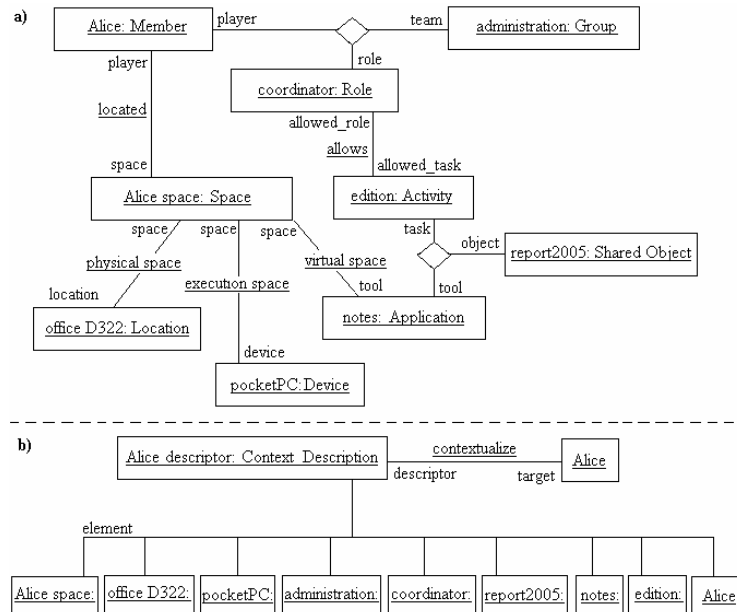 a)
Alice: Member
player
team
administration: Group
player
role
coordinator: Role
located
allowed_role
allows
space
allowed_task
Alice space: Space
edition: Activity
space
space
space
task
object
physical space
virtual space
report2005: Shared Object
execution space
location
tool
tool
office D322: Location
notes: Application
device
pocketPC:Device
b)
Alice descriptor: Context_Description
contextualize
Alice
descriptor
target
element
Alice space:
office D322:
pocketPC:
administration:
coordinator:
report2005:
notes:
edition:
Alice